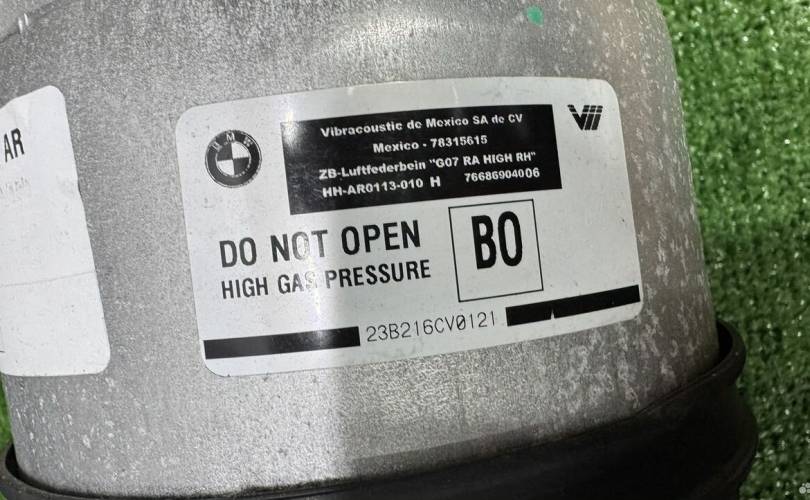 AR
BMW
Vibracoustic de Mexico SA de CV
Mexico - 78315615
ZB-Luftfederbein "G07 RA HIGH RH"
HH-AR0113-010 H 76686904006
DO NOT OPEN
HIGH GAS PRESSURE
BO
23B216CV0121